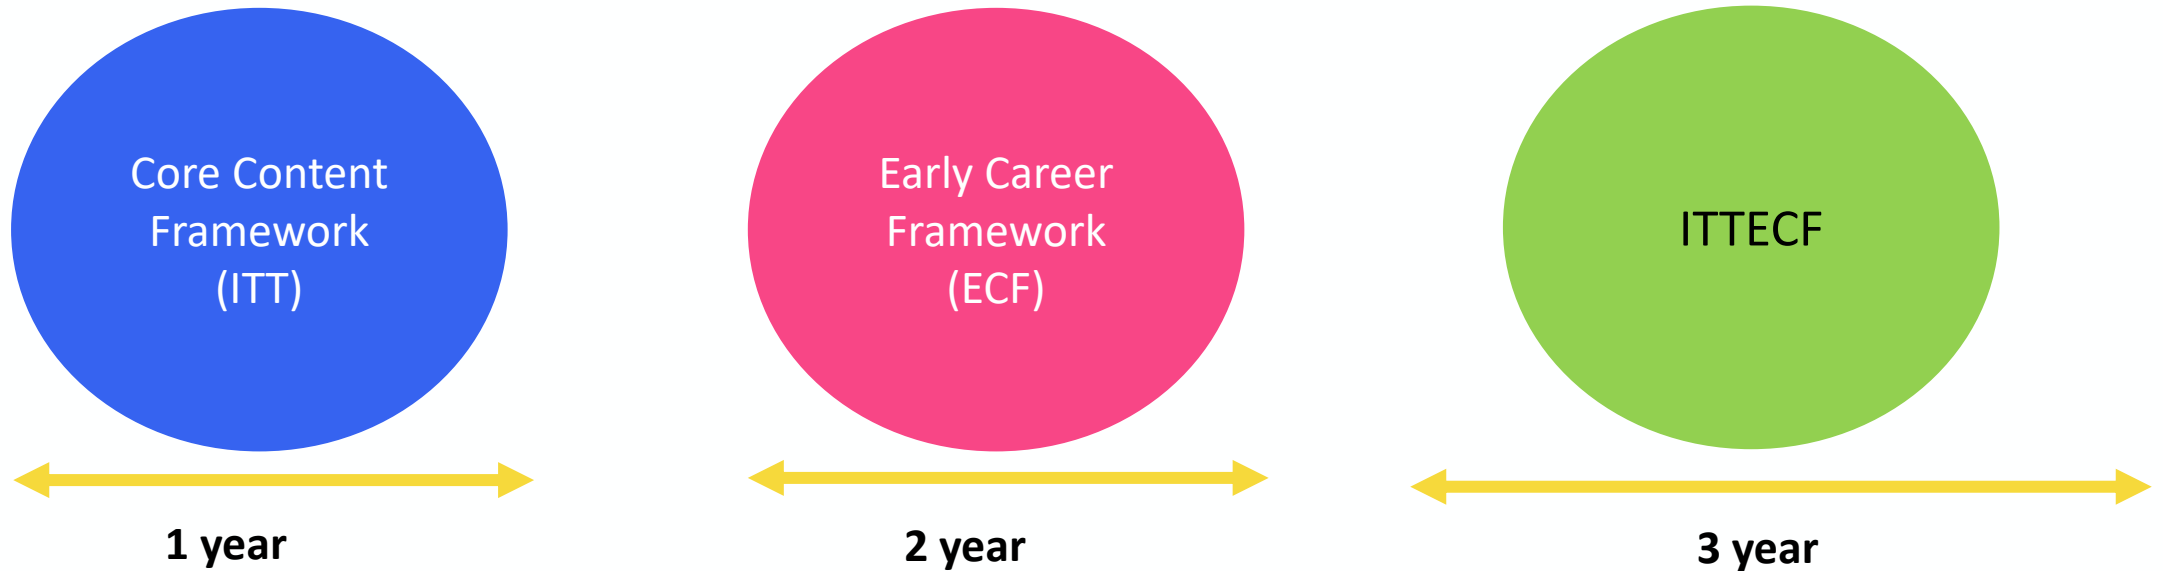 Core Content
Framework
(ITT)
Early Career
Framework
(ECF)
ITTECF
1 year
2 year
3 year